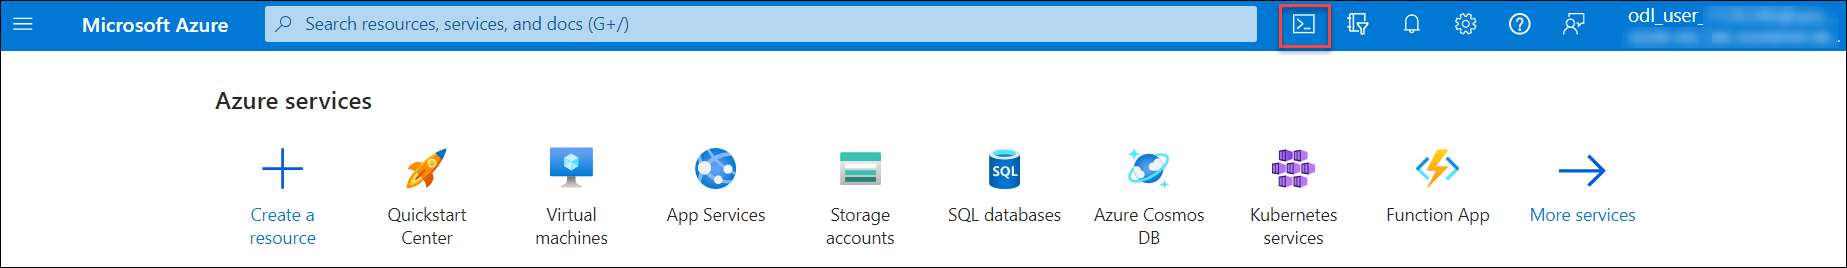 Microsoft Azure
Search resources, services, and docs (G+/)
odl_user_
Azure services
Create a
resource
Quickstart
Center
Virtual
machines
App Services
Storage
accounts
SQL
SQL databases
Azure Cosmos
DB
Kubernetes
services
Function App
More services